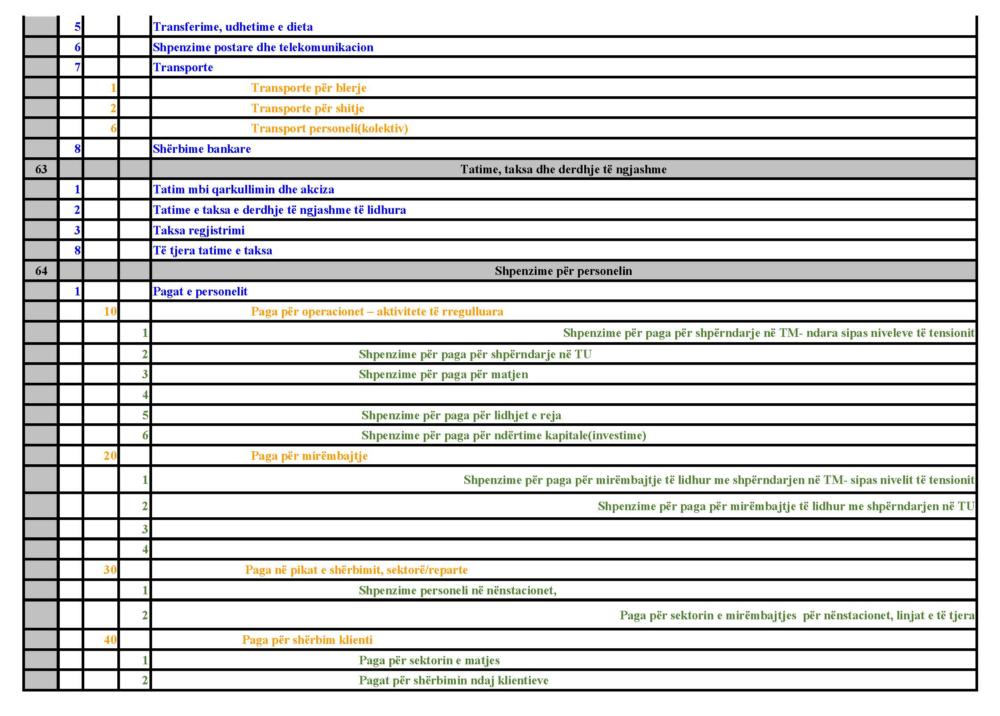 5 Transferime, udhetime e dieta
6 Shpenzime postare dhe telekomunikacion
7 Transporte
1 Transporte për blerje
2 Transporte për shitje
6 Transport personeli(kolektiv)
8 Shërbime bankare
63 Tatime, taksa dhe derdhje të ngjashme
1 Tatim mbi qarkullimin dhe akciza
2 Tatime e taksa e derdhje të ngjashme të lidhura
3 Taksa regjistrimi
8 Të tjera tatime e taksa
64 Shpenzime për personelin
1 Pagat e personelit
10 Paga për operacionet – aktivitete të rregulluara
1 Shpenzime për paga për shpërndarje në TM- ndara sipas niveleve të tensionit
2 Shpenzime për paga për shpërndarje në TU
3 Shpenzime për paga për matjen
4
5 Shpenzime për paga për lidhjet e reja
6 Shpenzime për paga për ndërtime kapitale(investime)
20 Paga për mirëmbajtje
1 Shpenzime për paga për mirëmbajtje të lidhur me shpërndarjen në TM- sipas nivelit të tensionit
2 Shpenzime për paga për mirëmbajtje të lidhur me shpërndarjen në TU
3
4
30 Paga në pikat e shërbimit, sektorë/reparte
1 Shpenzime personeli në nënstacionet,
2 Paga për sektorin e mirëmbajtjes  për nënstacionet, linjat e të tjera
40 Paga për shërbim klienti
1 Paga për sektorin e matjes
2 Pagat për shërbimin ndaj klientieve